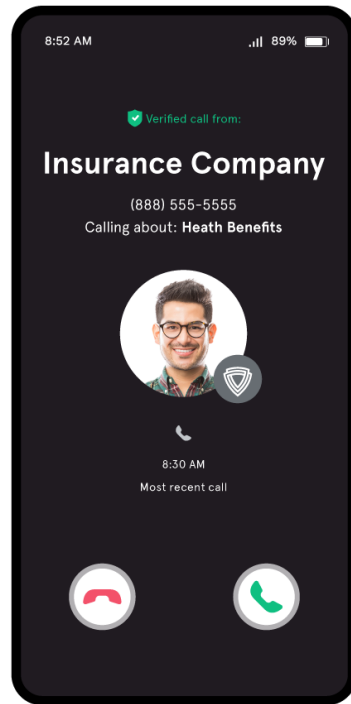 8:52 AM 89%
Verified call from:
Insurance Company
(888) 555-5555
Calling about: Heath Benefits
8:30 AM
Most recent call